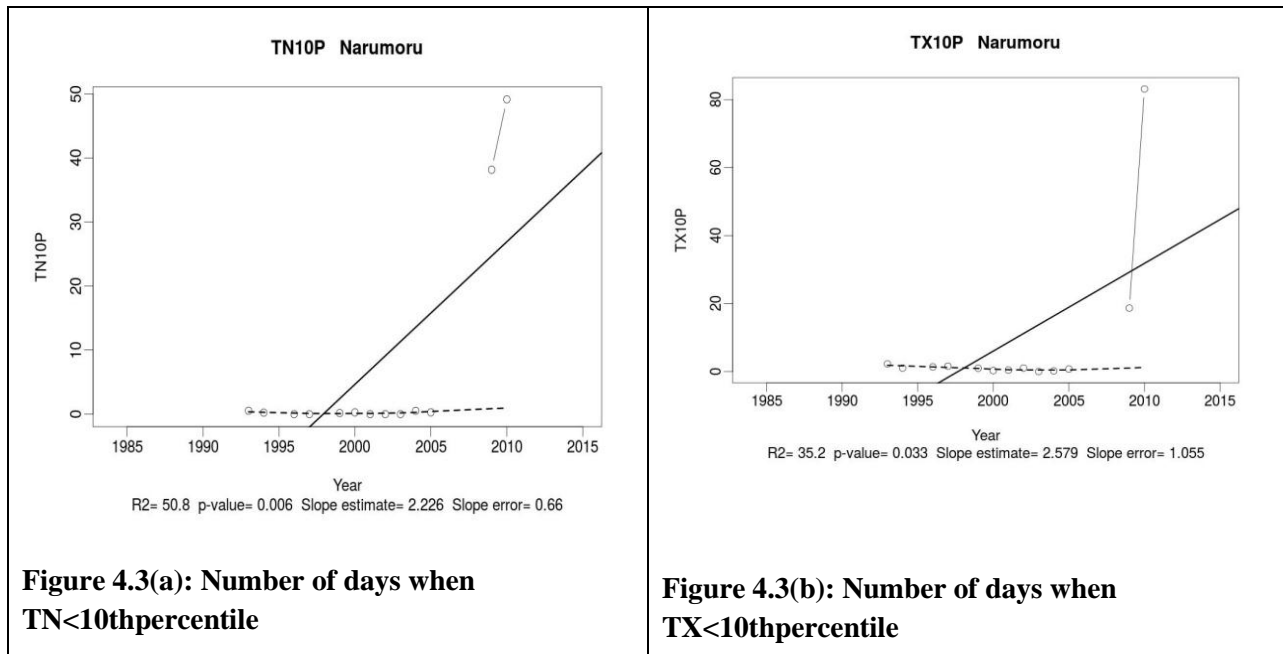 TN10P Narumoru
TN10P
50
40
30
20
10
0
1985 1990 1995 2000 2005 2010 2015
Year
R2= 50.8 p-value= 0.006 Slope estimate= 2.226 Slope error= 0.66
Figure 4.3(a): Number of days when
TN<10thpercentile
TX10P Narumoru
TX10P
80
60
40
20
0
1985 1990 1995 2000 2005 2010 2015
Year
R2= 35.2 p-value= 0.033 Slope estimate= 2.579 Slope error= 1.055
Figure 4.3(b): Number of days when
TX<10thpercentile